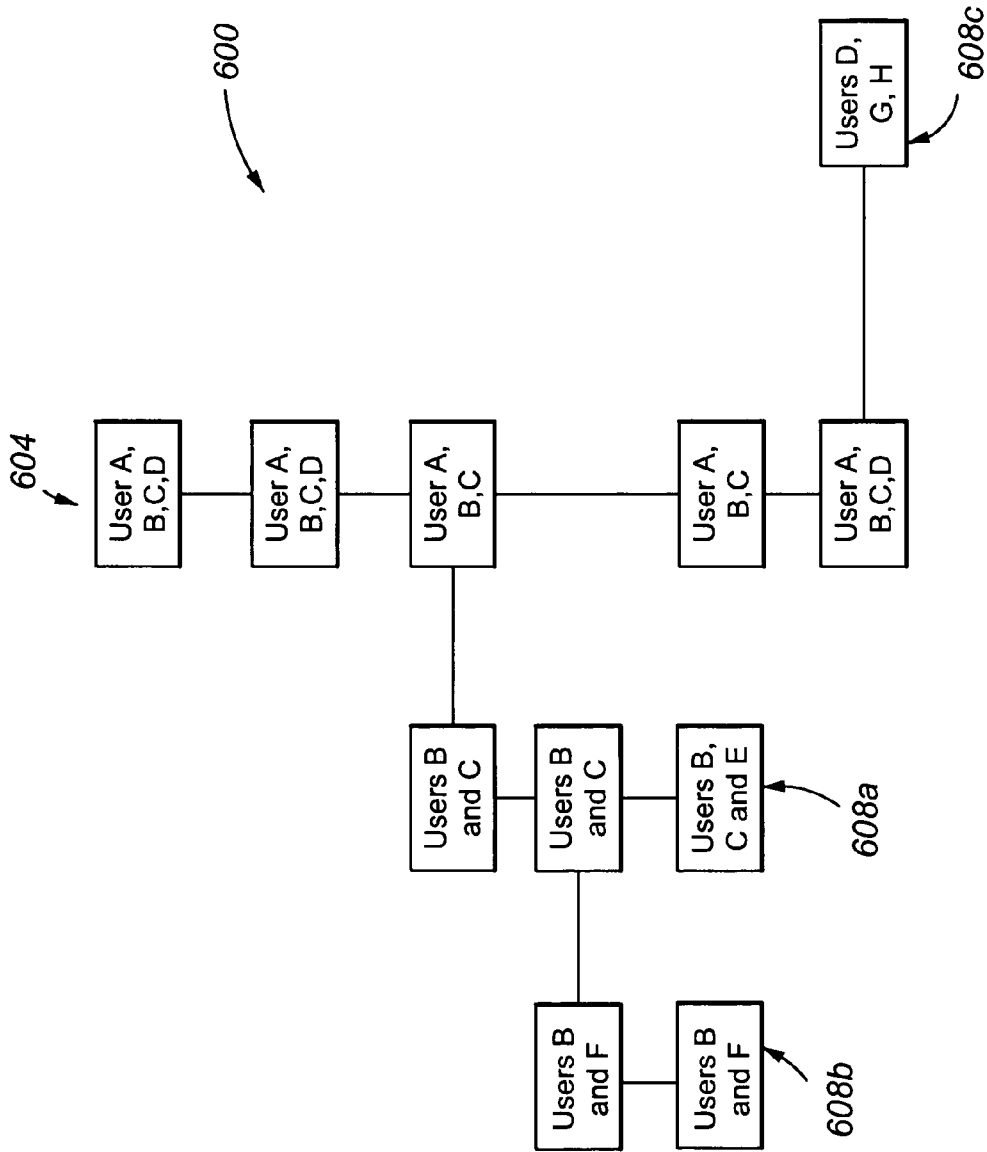 604
600
User A,
B,C,D
User A,
B,C,D
Users B
and C
User A,
B,C
Users B
and F
Users B
and C
Users B
and F
Users B,
C and E
User A,
B,C
608b
608a
User A,
B,C,D
Users D,
G, H
608c